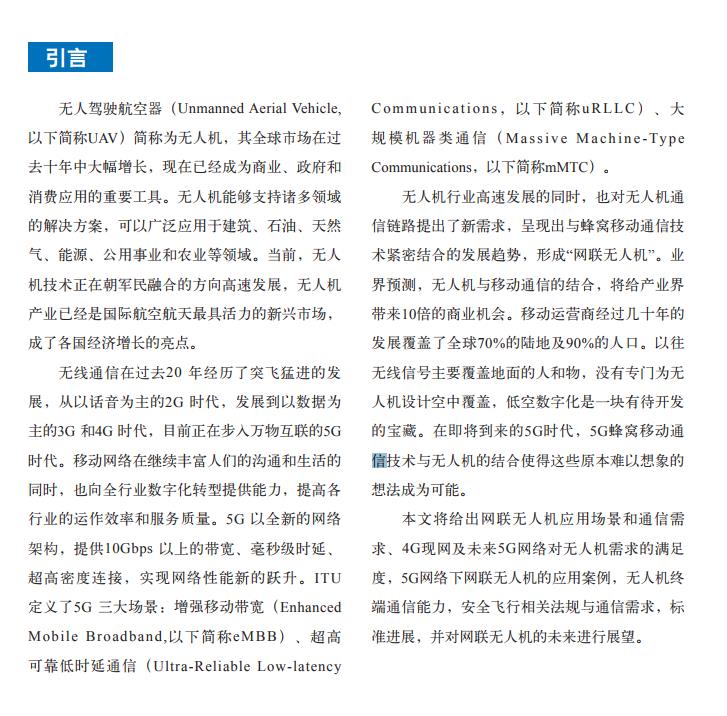 引言
无人驾驶航空器（Unmanned Aerial Vehicle,
以下简称UAV）简称为无人机，其全球市场在过
去十年中大幅增长，现在已经成为商业、政府和
消费应用的重要工具。无人机能够支持诸多领域
的解决方案，可以广泛应用于建筑、石油、天然
气、能源、公用事业和农业等领域。当前，无人
机技术正在朝军民融合的方向高速发展，无人机
产业已经是国际航空航天最具活力的新兴市场，
成了各国经济增长的亮点。
无线通信在过去20 年经历了突飞猛进的发
展，从以话音为主的2G 时代，发展到以数据为
主的3G 和4G 时代，目前正在步入万物互联的5G
时代。移动网络在继续丰富人们的沟通和生活的
同时，也向全行业数字化转型提供能力，提高各
行业的运作效率和服务质量。5G 以全新的网络
架构，提供10Gbps 以上的带宽、毫秒级时延、
超高密度连接，实现网络性能新的跃升。ITU
定义了5G 三大场景：增强移动带宽（Enhanced
Mobile Broadband,以下简称eMBB）、超高
可靠低时延通信（Ultra-Reliable Low-latency
Communications，以下简称uRLLC）、大
规模机器类通信（Massive Machine-Type
Communications，以下简称mMTC）。
无人机行业高速发展的同时，也对无人机通
信链路提出了新需求，呈现出与蜂窝移动通信技
术紧密结合的发展趋势，形成“网联无人机”。业
界预测，无人机与移动通信的结合，将给产业界
带来10倍的商业机会。移动运营商经过几十年的
发展覆盖了全球70%的陆地及90%的人口。以往
无线信号主要覆盖地面的人和物，没有专门为无
人机设计空中覆盖，低空数字化是一块有待开发
的宝藏。在即将到来的5G时代，5G蜂窝移动通
信技术与无人机的结合使得这些原本难以想象的
想法成为可能。
本文将给出网联无人机应用场景和通信需
求、4G现网及未来5G网络对无人机需求的满足
度，5G网络下网联无人机的应用案例，无人机终
端通信能力，安全飞行相关法规与通信需求，标
准进展，并对网联无人机的未来进行展望。